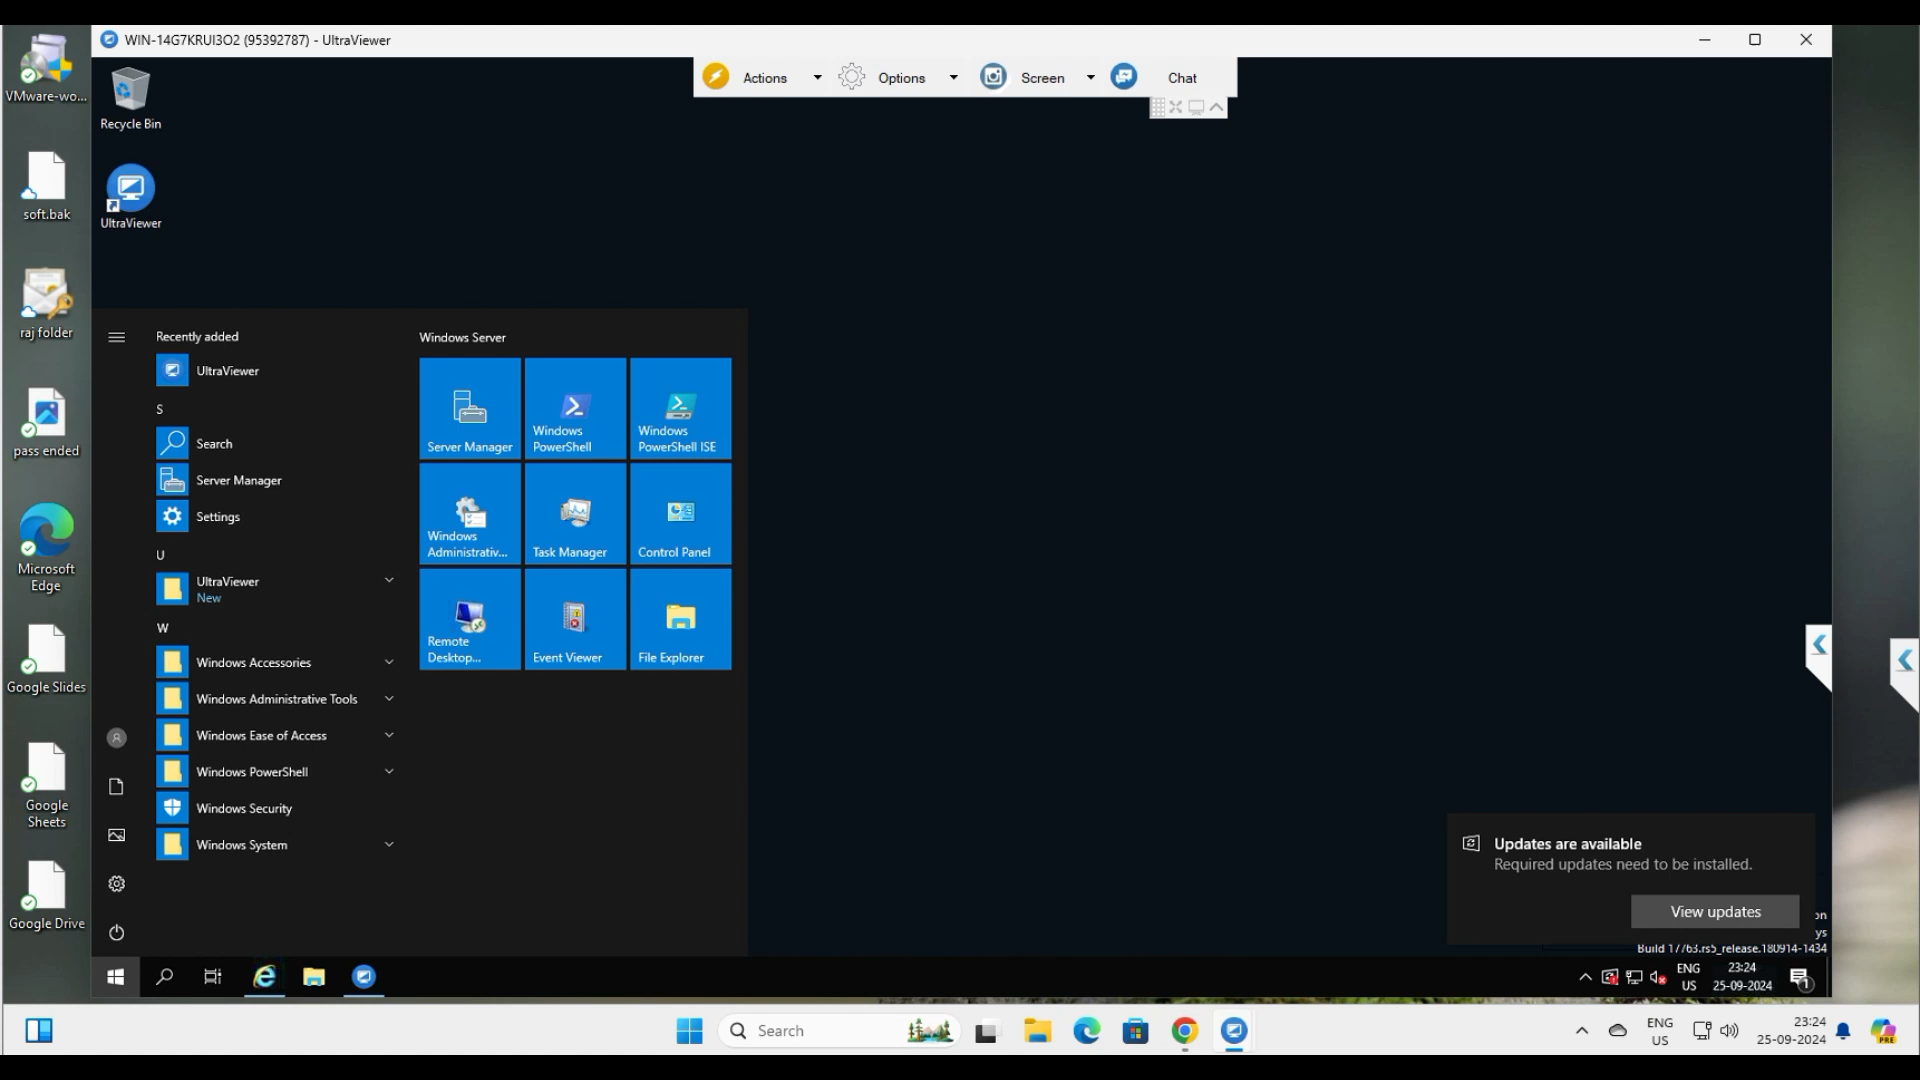 WIN-14G7KRUI3O2 (95392787) - UltraViewer
Actions
Options
Screen
Chat
VMware-wo...
soft.bak
raj folder
pass ended
Microsoft
Edge
Google Slides
Google
Sheets
Google Drive
Recycle Bin
UltraViewer
Recently added
UltraViewer
S
Search
Server Manager
Settings
U
UltraViewer
New
W
Windows Accessories
Windows Administrative Tools
Windows Ease of Access
Windows PowerShell
Windows Security
Windows System
Windows Server
Server Manager
Windows
PowerShell
Windows
PowerShell ISE
Windows
Administrativ...
Task Manager
Control Panel
Remote
Desktop...
Event Viewer
File Explorer
Updates are available
Required updates need to be installed.
View updates
on
ys
Build 17763.rs5_release.180914-1434
ENG
US
23:24
25-09-2024
1
Search
ENG
US
23:24
25-09-2024
PRE